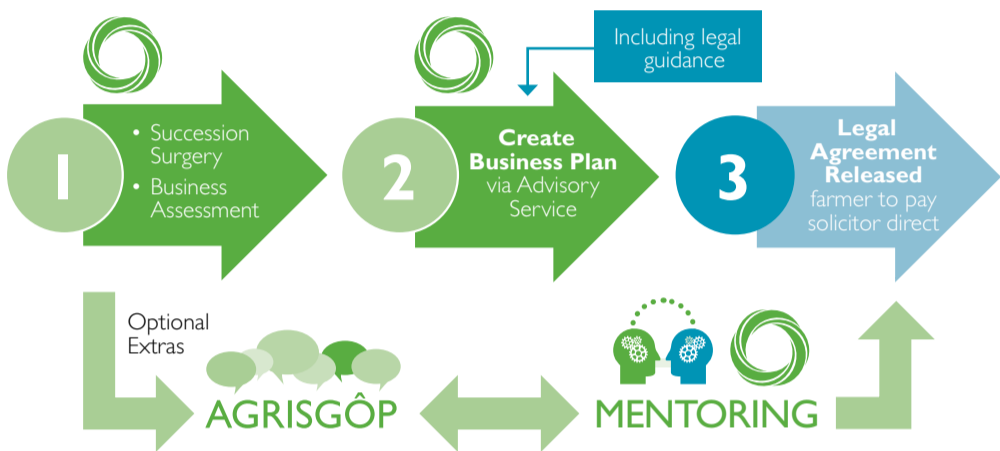 1
• Succession
Surgery
• Business
Assessment
2
Create
Business Plan
via Advisory
Service
Including legal
guidance
3
Legal
Agreement
Released
farmer to pay
solicitor direct
Optional
Extras
AGRISGÔP
MENTORING